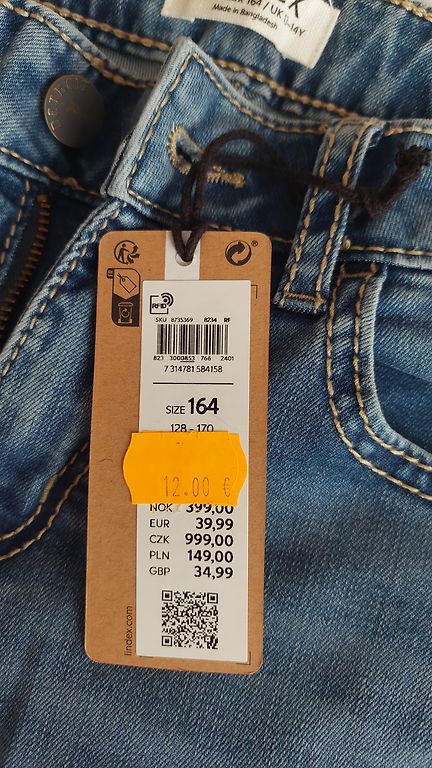 164 / UK
14Y
Made in Bangladesh
RFID
SKU 8735369 8234 RF
823 3000853 766 2401
7 314781 584158
SIZE 164
128 - 170
12.00 €
NOK 399,00
EUR 39,99
CZK 999,00
PLN 149,00
GBP 34,99
lindex.com